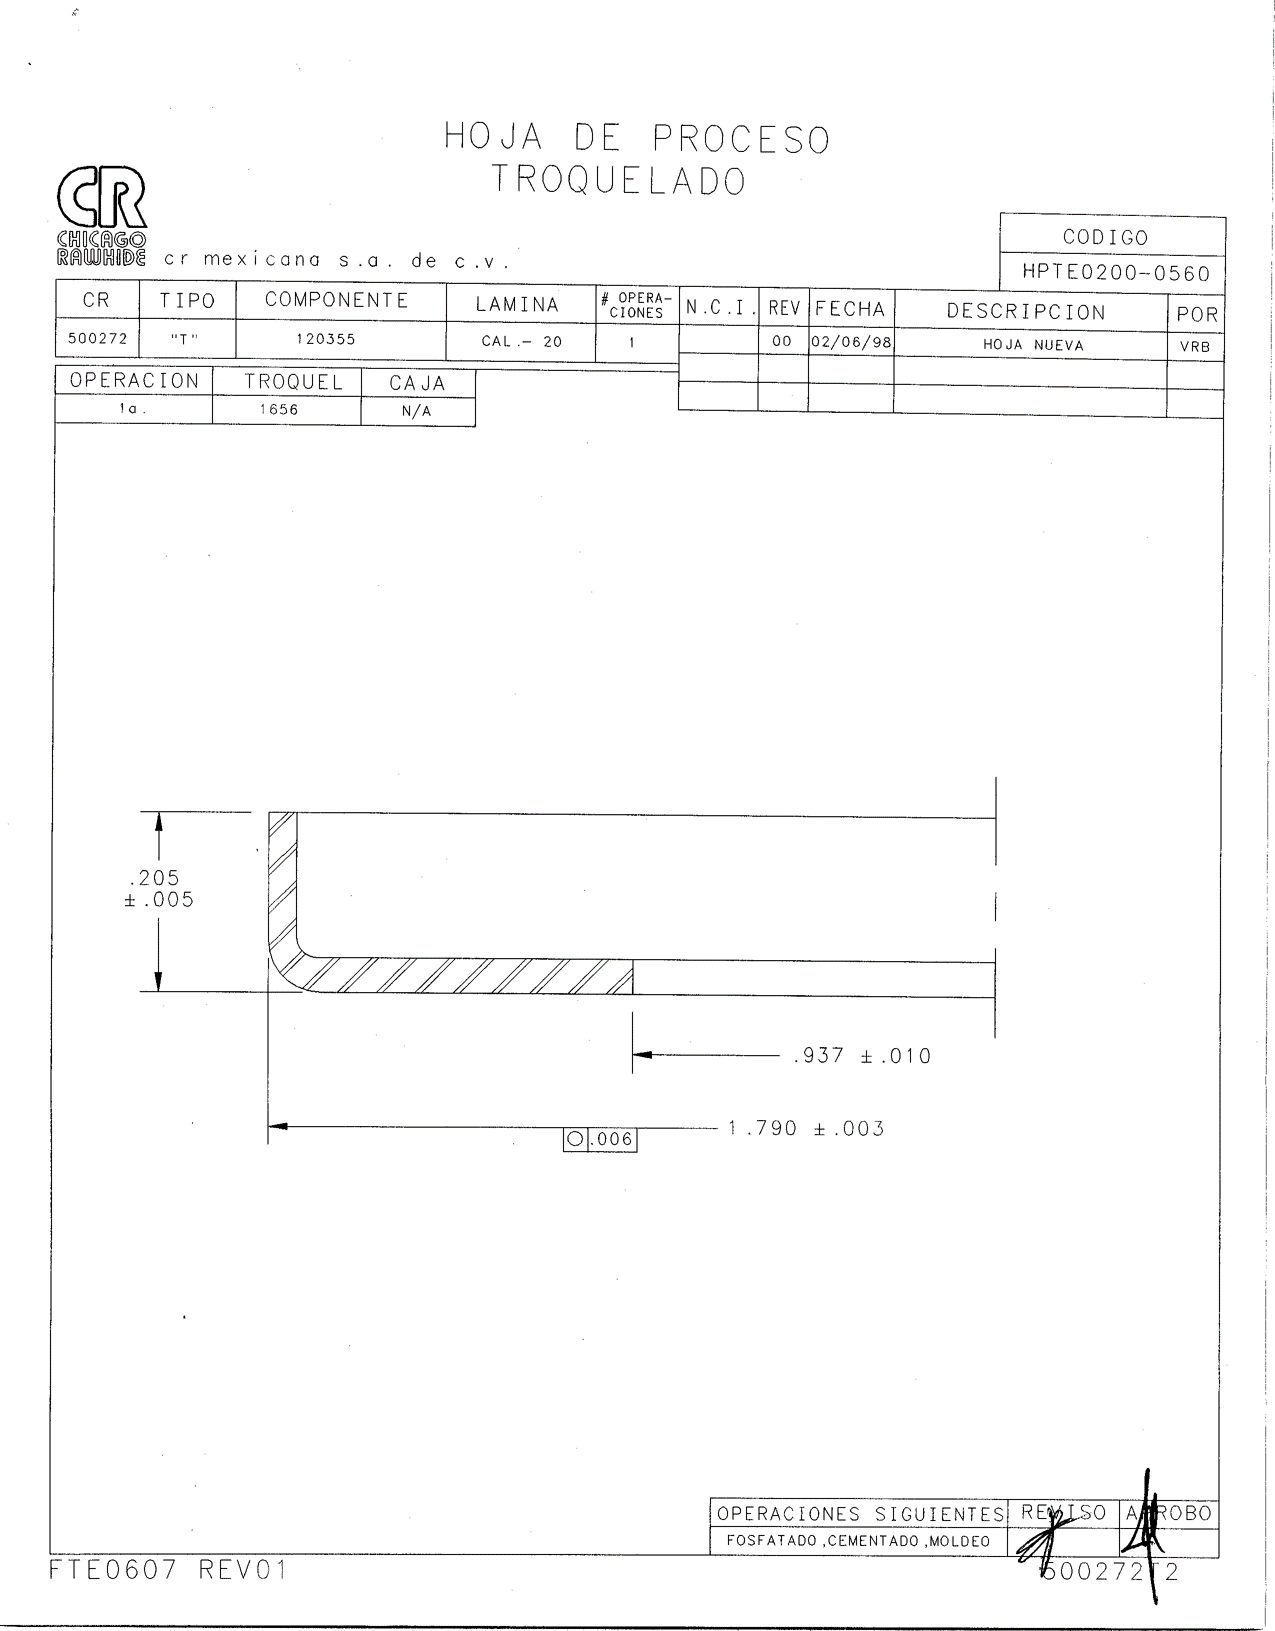 HOJA DE PROCESO
TROQUELADO
CR
CHICAGO
RAWHIDE
cr mexicana s.a. de c.v.
CODIGO
HPTE0200-0560
CR TIPO COMPONENTE LAMINA # OPERA-CIONES N.C.I. REV FECHA DESCRIPCION POR
500272 "T" 120355 CAL.- 20 1 00 02/06/98 HOJA NUEVA VRB
OPERACION TROQUEL CAJA
1a. 1656 N/A
.205
±.005
.937 ±.010
1.790 ±.003
○ .006
OPERACIONES SIGUIENTES REVISO APROBO
FOSFATADO,CEMENTADO,MOLDEO
FTE0607 REV01
500272T2